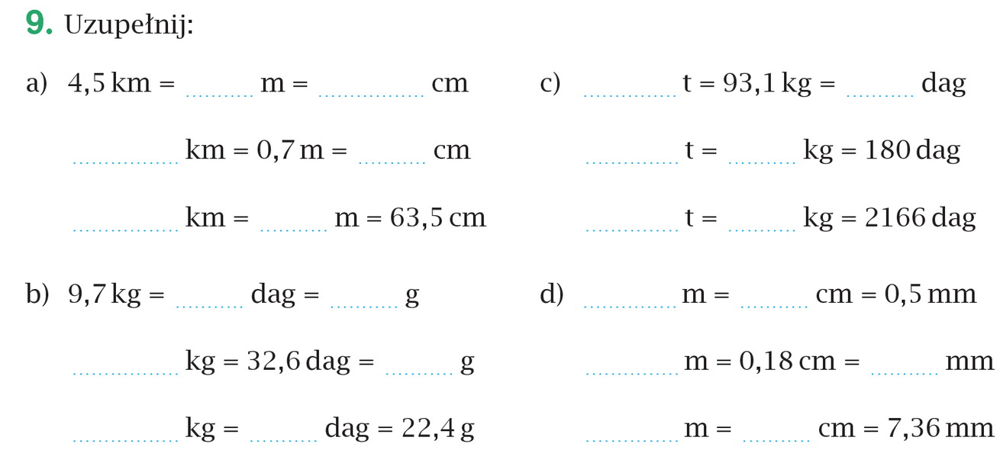 9. Uzupełnij:
a) 4,5 km = ........... m = ................. cm
................. km = 0,7 m = ........... cm
................. km = ........... m = 63,5 cm
b) 9,7 kg = ........... dag = ........... g
................. kg = 32,6 dag = ........... g
................. kg = ........... dag = 22,4 g
c) ............... t = 93,1 kg = ........... dag
............... t = ........... kg = 180 dag
............... t = ........... kg = 2166 dag
d) ............... m = ........... cm = 0,5 mm
............... m = 0,18 cm = ........... mm
............... m = ........... cm = 7,36 mm